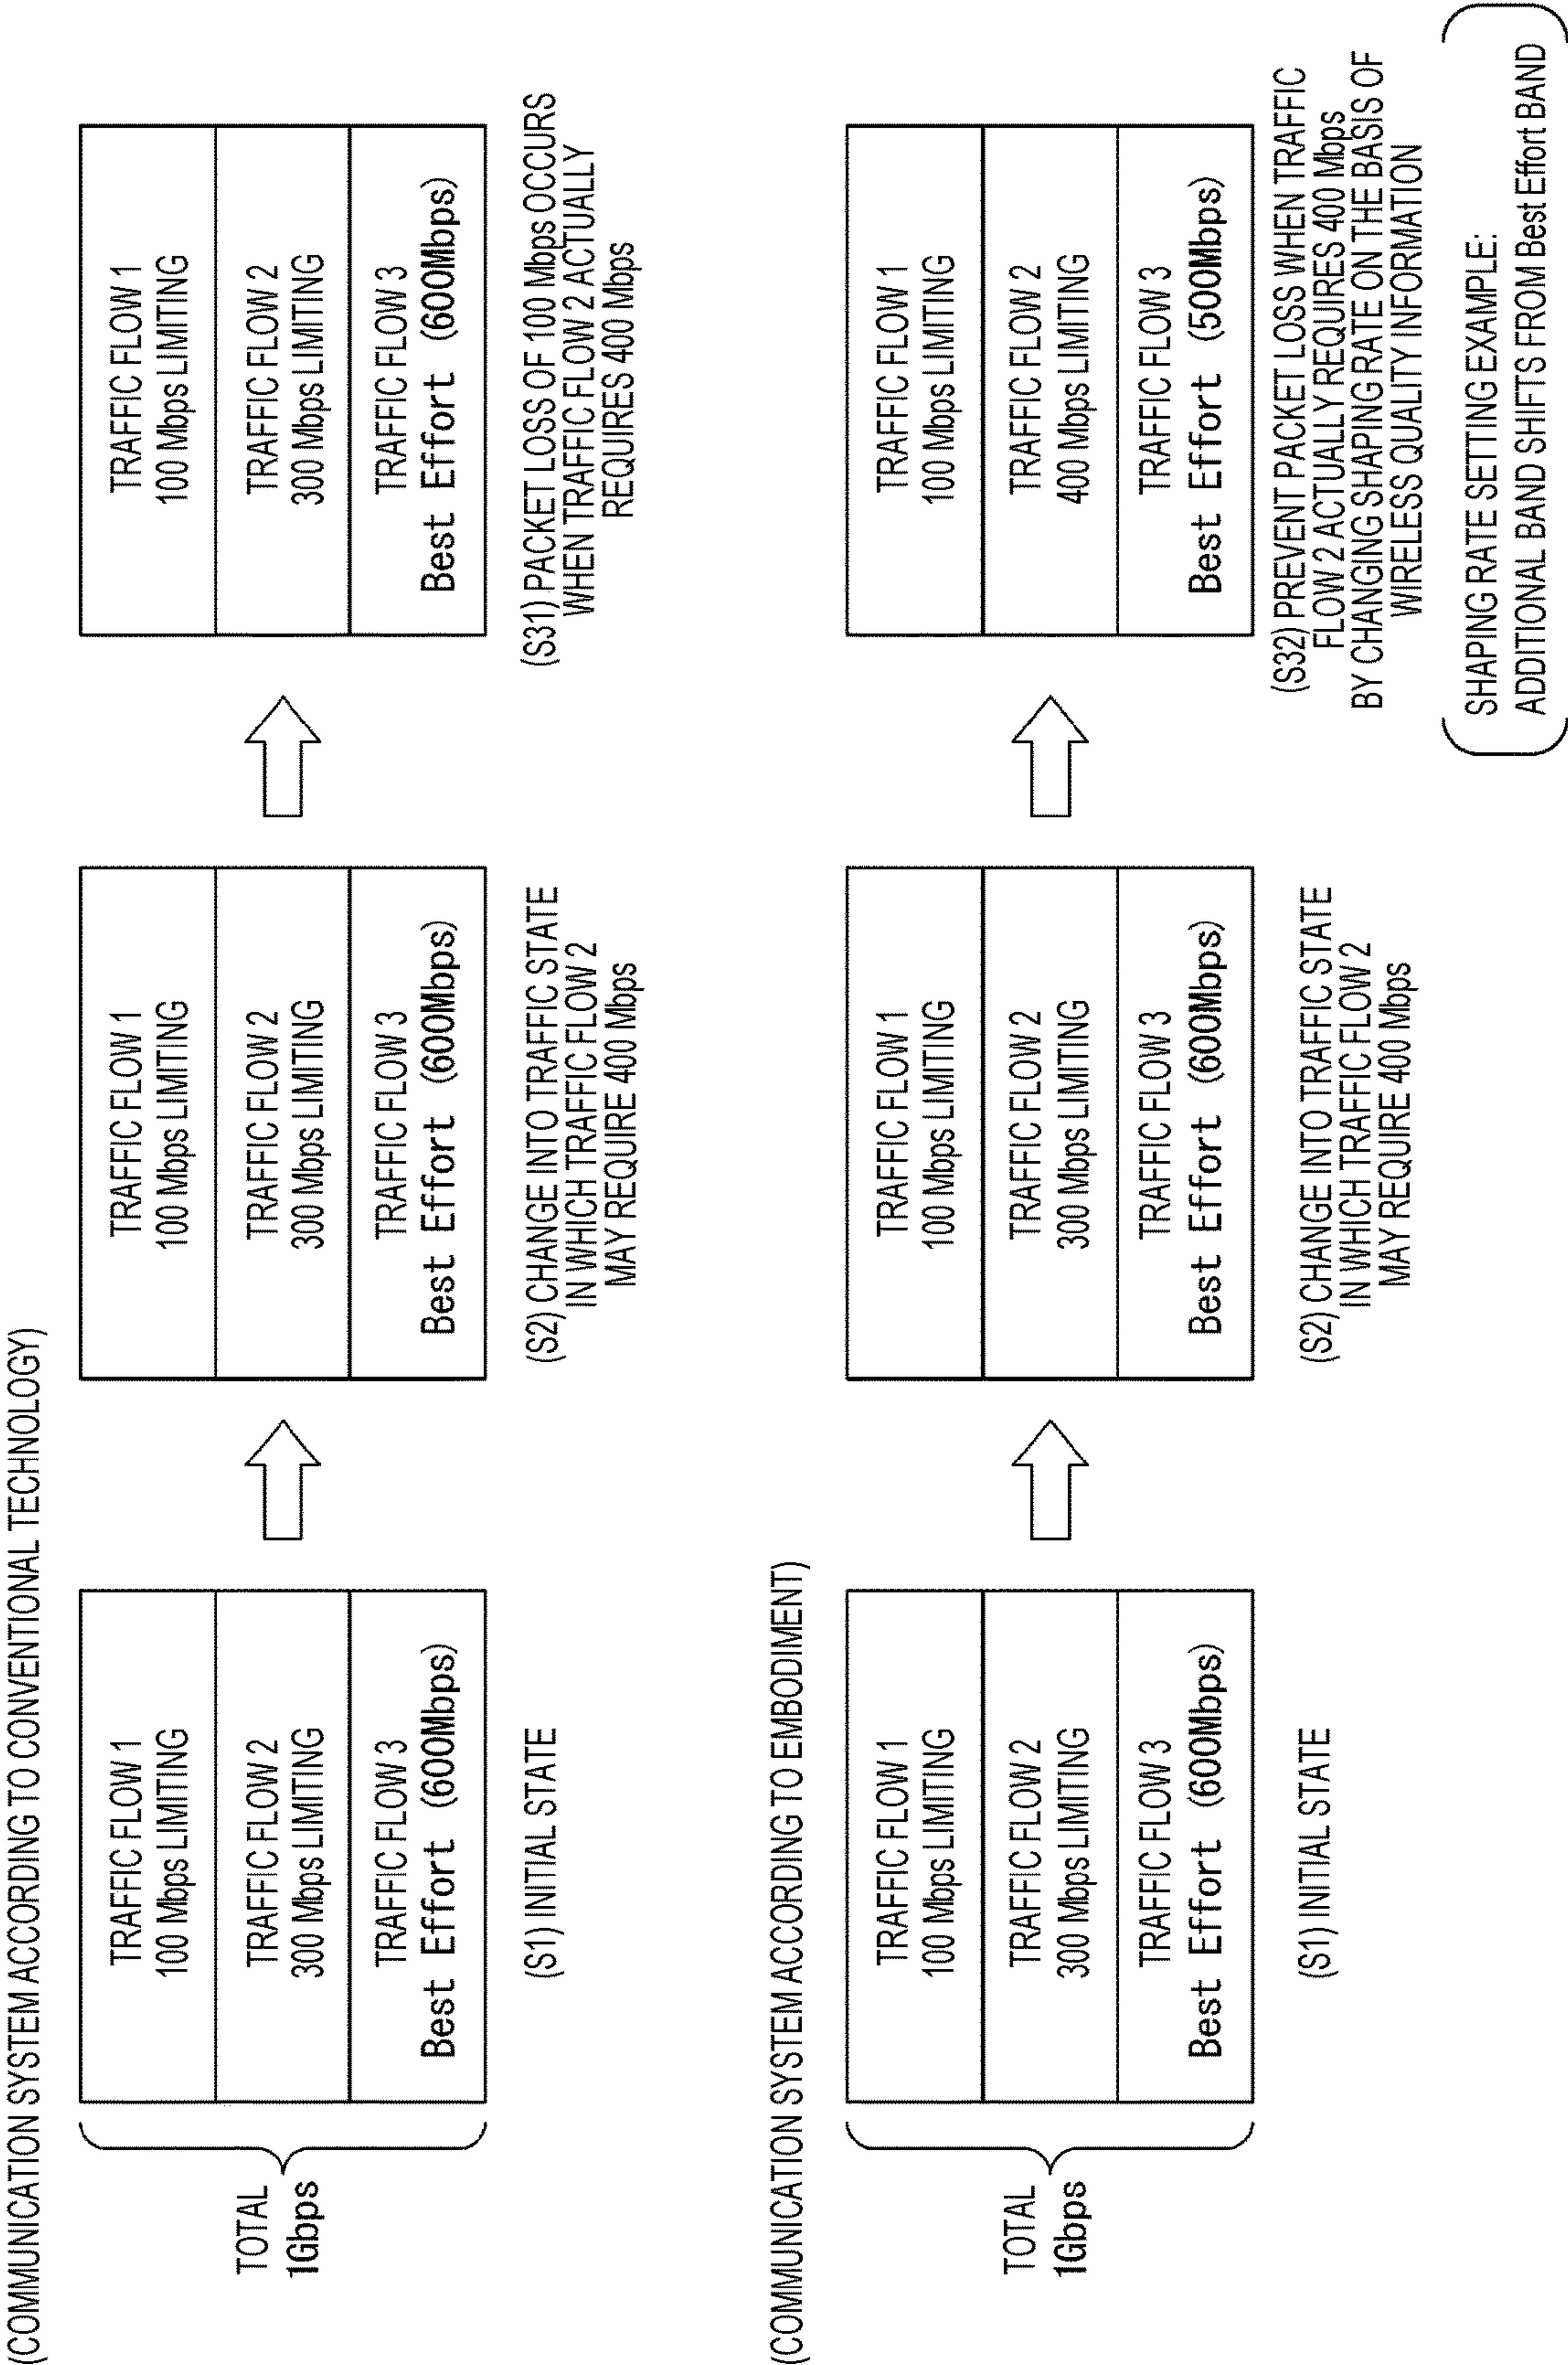 (COMMUNICATION SYSTEM ACCORDING TO CONVENTIONAL TECHNOLOGY)
TOTAL
1Gbps
TRAFFIC FLOW 1
100 Mbps LIMITING
TRAFFIC FLOW 2
300 Mbps LIMITING
TRAFFIC FLOW 3
Best Effort (600Mbps)
(S1) INITIAL STATE
TRAFFIC FLOW 1
100 Mbps LIMITING
TRAFFIC FLOW 2
300 Mbps LIMITING
TRAFFIC FLOW 3
Best Effort (600Mbps)
(S2) CHANGE INTO TRAFFIC STATE
IN WHICH TRAFFIC FLOW 2
MAY REQUIRE 400 Mbps
TRAFFIC FLOW 1
100 Mbps LIMITING
TRAFFIC FLOW 2
300 Mbps LIMITING
TRAFFIC FLOW 3
Best Effort (600Mbps)
(S31) PACKET LOSS OF 100 Mbps OCCURS
WHEN TRAFFIC FLOW 2 ACTUALLY
REQUIRES 400 Mbps
(COMMUNICATION SYSTEM ACCORDING TO EMBODIMENT)
TOTAL
1Gbps
TRAFFIC FLOW 1
100 Mbps LIMITING
TRAFFIC FLOW 2
300 Mbps LIMITING
TRAFFIC FLOW 3
Best Effort (600Mbps)
(S1) INITIAL STATE
TRAFFIC FLOW 1
100 Mbps LIMITING
TRAFFIC FLOW 2
300 Mbps LIMITING
TRAFFIC FLOW 3
Best Effort (600Mbps)
(S2) CHANGE INTO TRAFFIC STATE
IN WHICH TRAFFIC FLOW 2
MAY REQUIRE 400 Mbps
TRAFFIC FLOW 1
100 Mbps LIMITING
TRAFFIC FLOW 2
400 Mbps LIMITING
TRAFFIC FLOW 3
Best Effort (500Mbps)
(S32) PREVENT PACKET LOSS WHEN TRAFFIC
FLOW 2 ACTUALLY REQUIRES 400 Mbps
BY CHANGING SHAPING RATE ON THE BASIS OF
WIRELESS QUALITY INFORMATION
SHAPING RATE SETTING EXAMPLE:
ADDITIONAL BAND SHIFTS FROM Best Effort BAND